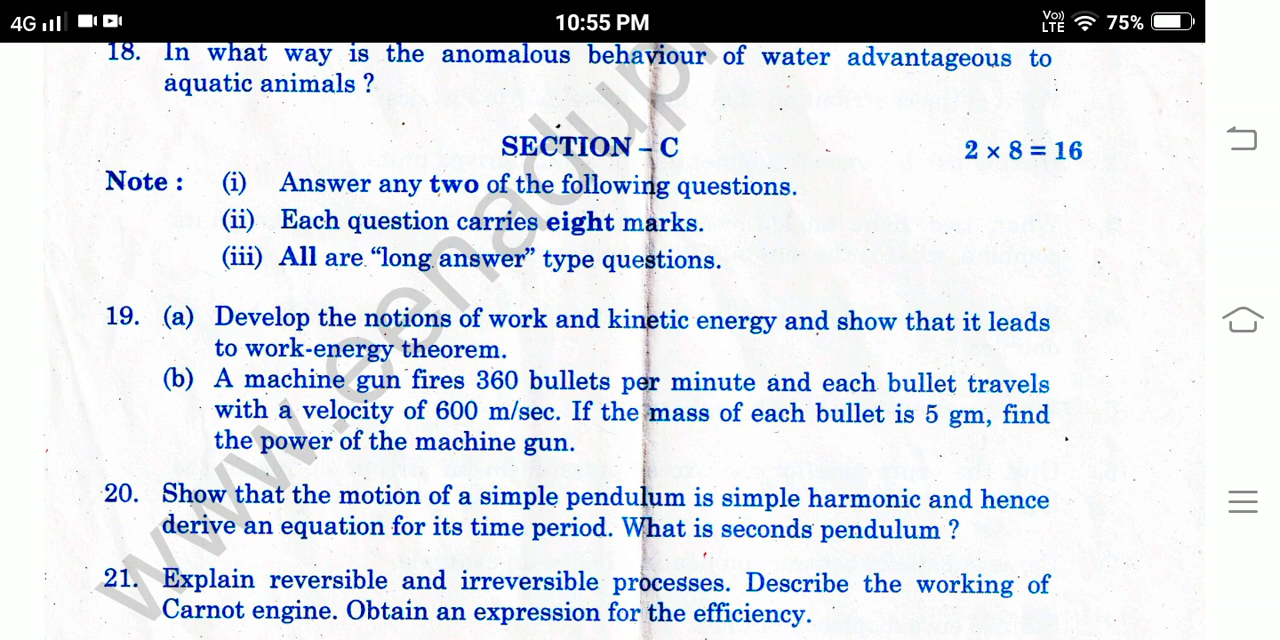 4G
10:55 PM
Vo)) LTE
75%
18. In what way is the anomalous behaviour of water advantageous to
aquatic animals ?
SECTION – C
2 × 8 = 16
Note : (i) Answer any two of the following questions.
(ii) Each question carries eight marks.
(iii) All are “long answer” type questions.
19. (a) Develop the notions of work and kinetic energy and show that it leads
to work-energy theorem.
(b) A machine gun fires 360 bullets per minute and each bullet travels
with a velocity of 600 m/sec. If the mass of each bullet is 5 gm, find
the power of the machine gun.
20. Show that the motion of a simple pendulum is simple harmonic and hence
derive an equation for its time period. What is seconds pendulum ?
21. Explain reversible and irreversible processes. Describe the working of
Carnot engine. Obtain an expression for the efficiency.